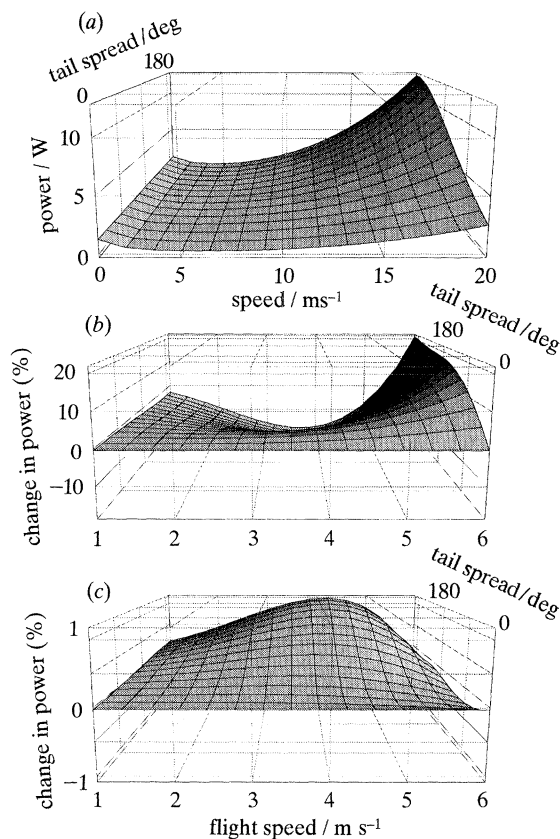 (a)
tail spread / deg
180
0
10
5
0
power / W
0 5 10 15 20
speed / ms⁻¹
(b)
tail spread / deg
180
0
20
10
0
−10
change in power (%)
1 2 3 4 5 6
(c)
tail spread / deg
180
0
1
0
−1
change in power (%)
1 2 3 4 5 6
flight speed / m s⁻¹